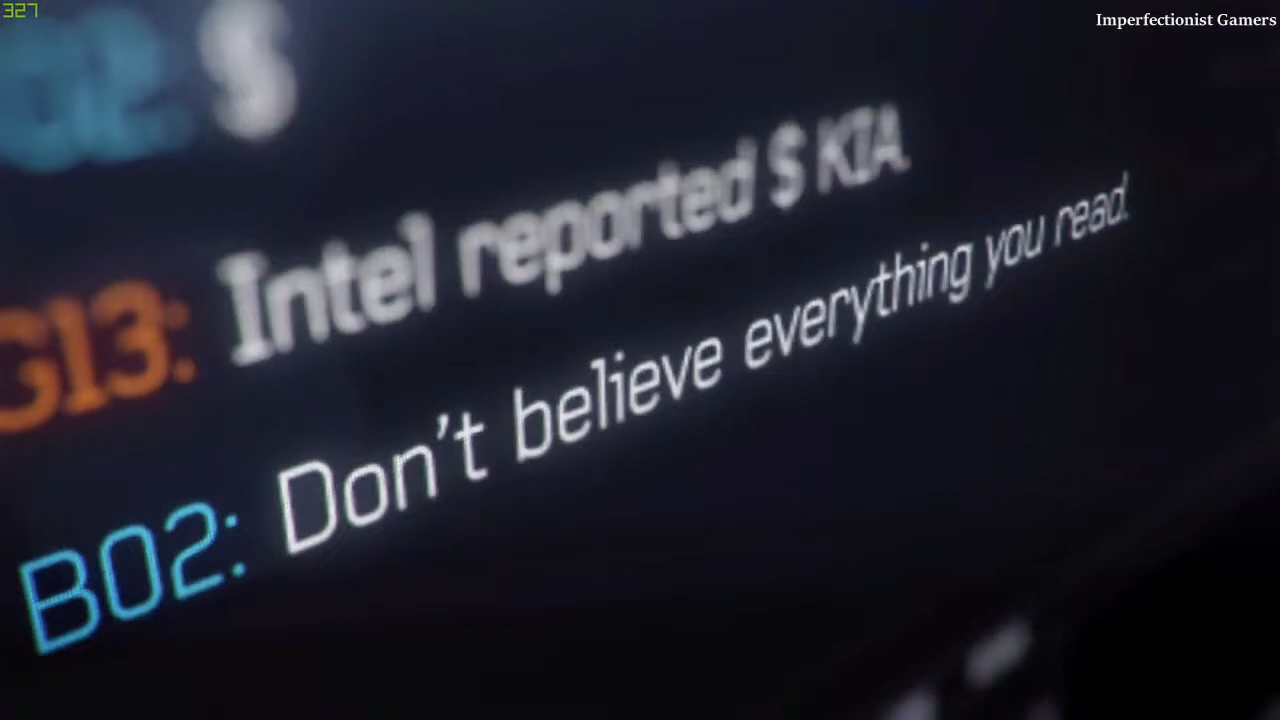 327
Imperfectionist Gamers
$
G13: Intel reported $ KIA.
B02: Don't believe everything you read.